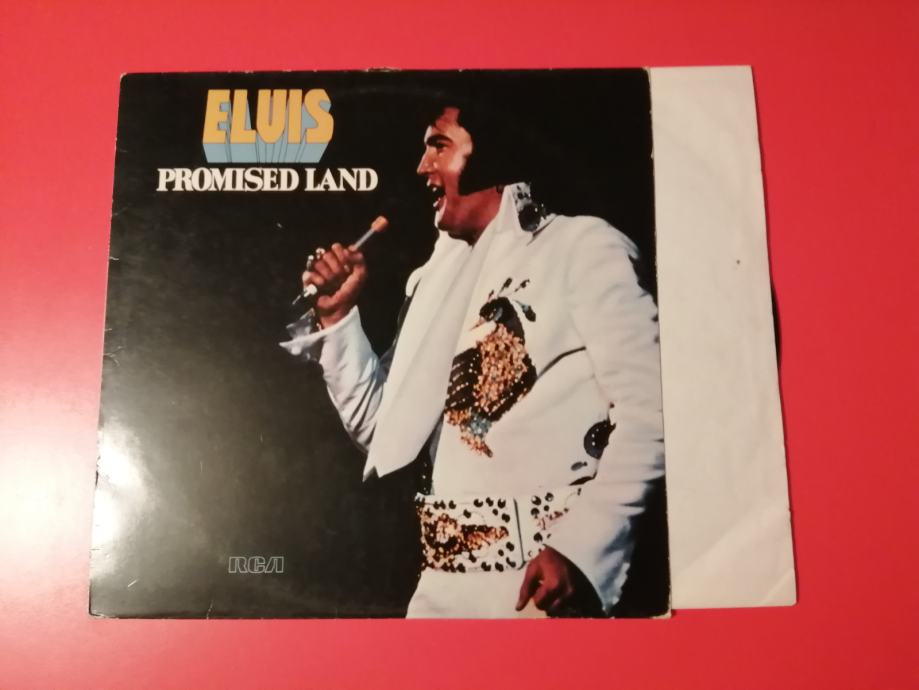 ELVIS
PROMISED LAND
RCA